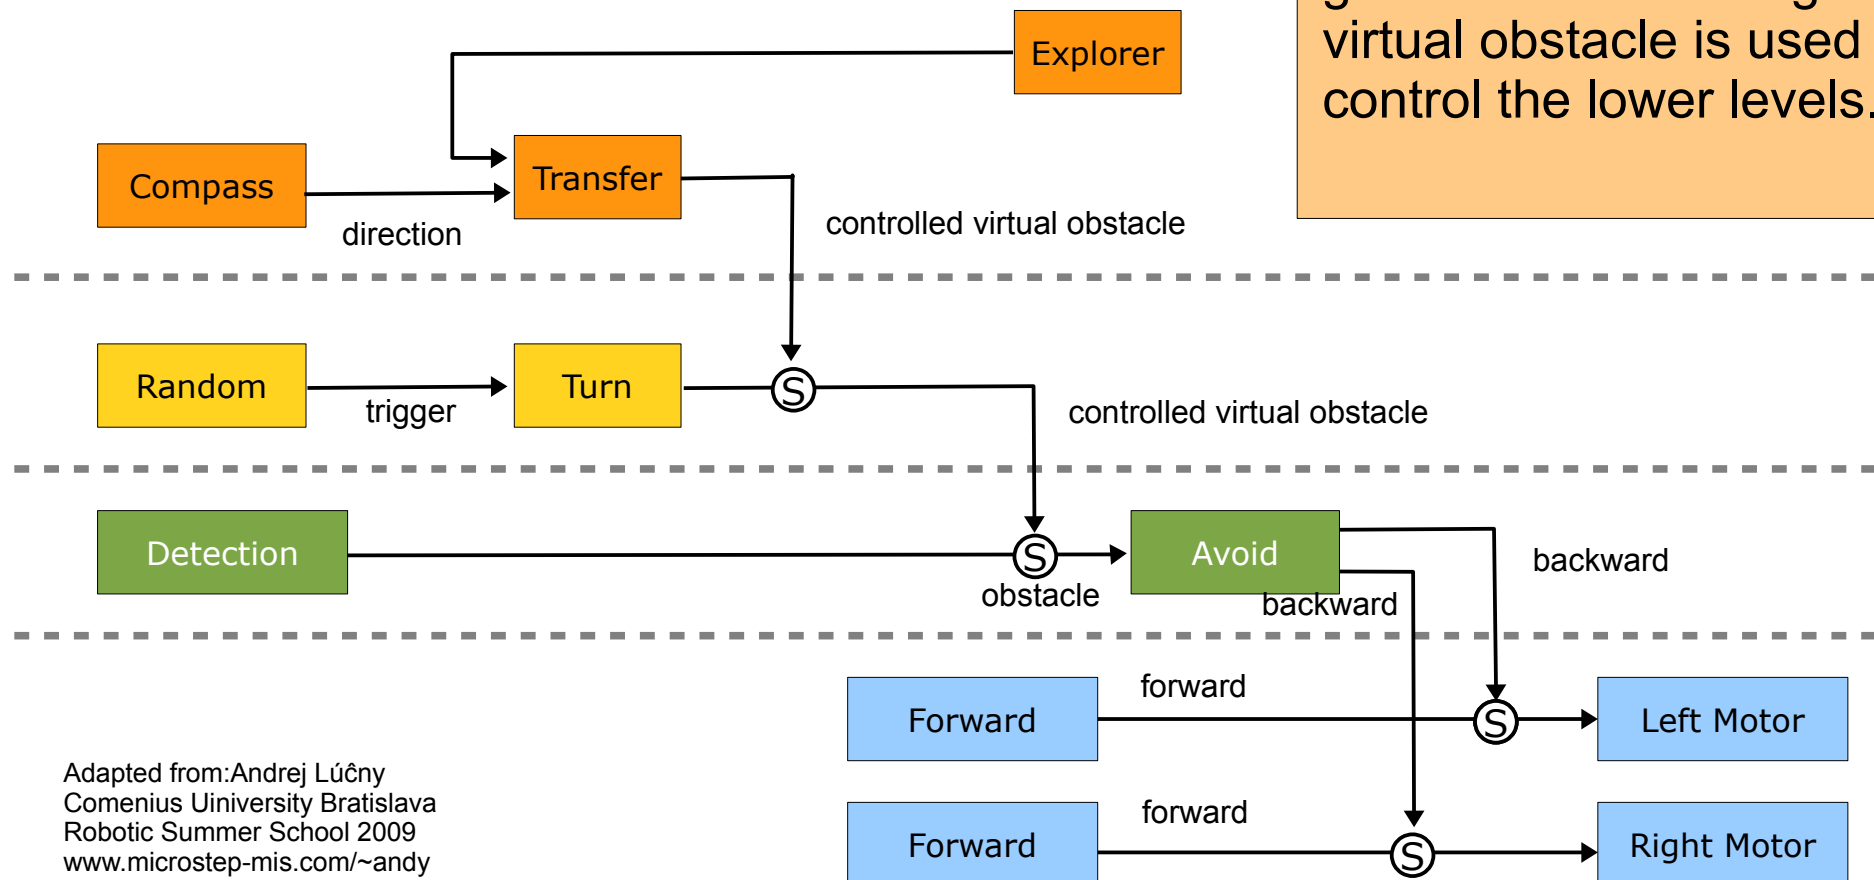 virtual obstacle is used
control the lower levels.
Explorer
Compass
Transfer
direction
controlled virtual obstacle
Random
trigger
Turn
S
controlled virtual obstacle
Detection
S
obstacle
Avoid
backward
backward
Forward
forward
S
Left Motor
Forward
forward
S
Right Motor
Adapted from:Andrej Lúĉny
Comenius Uiniversity Bratislava
Robotic Summer School 2009
www.microstep-mis.com/~andy